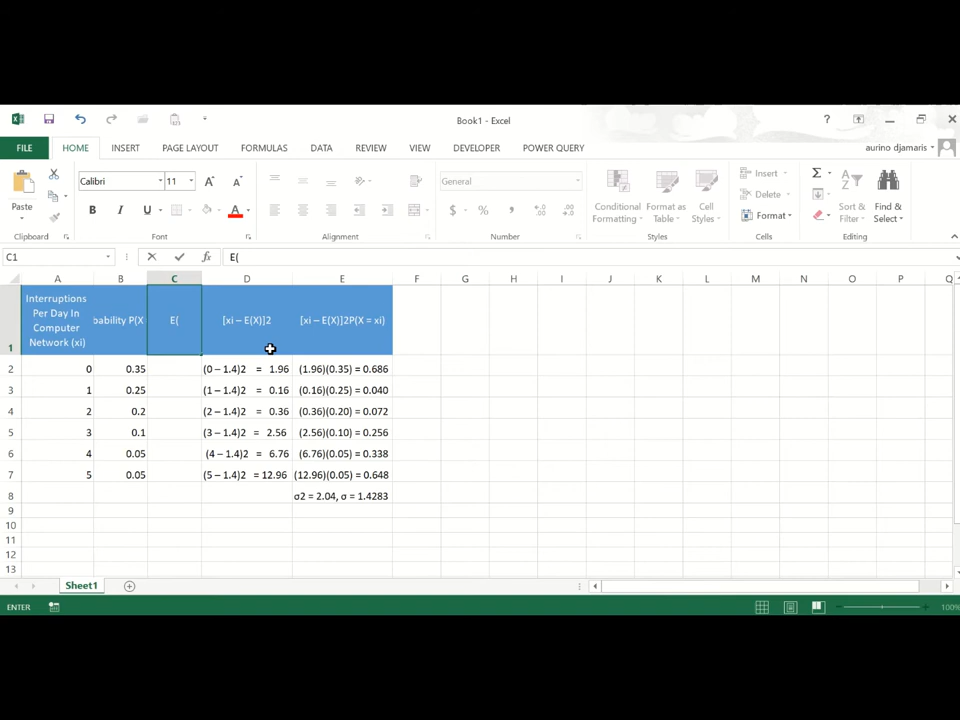 Book1 - Excel
?
FILE HOME INSERT PAGE LAYOUT FORMULAS DATA REVIEW VIEW DEVELOPER POWER QUERY aurino djamaris
Paste
Calibri 11
B I U A
General
$ % ,
Conditional Formatting
Format as Table
Cell Styles
Insert
Delete
Format
Σ
Sort & Filter
Find & Select
Clipboard Font Alignment Number Styles Cells Editing
C1 fx E(
A B C D E F G H I J K L M N O P Q
1 Interruptions Per Day In Computer Network (xi) bability P(X E( [xi – E(X)]2 [xi – E(X)]2P(X = xi)
2 0 0.35 (0 – 1.4)2 = 1.96 (1.96)(0.35) = 0.686
3 1 0.25 (1 – 1.4)2 = 0.16 (0.16)(0.25) = 0.040
4 2 0.2 (2 – 1.4)2 = 0.36 (0.36)(0.20) = 0.072
5 3 0.1 (3 – 1.4)2 = 2.56 (2.56)(0.10) = 0.256
6 4 0.05 (4 – 1.4)2 = 6.76 (6.76)(0.05) = 0.338
7 5 0.05 (5 – 1.4)2 = 12.96 (12.96)(0.05) = 0.648
8 σ2 = 2.04, σ = 1.4283
9
10
11
12
13
Sheet1
ENTER 100%